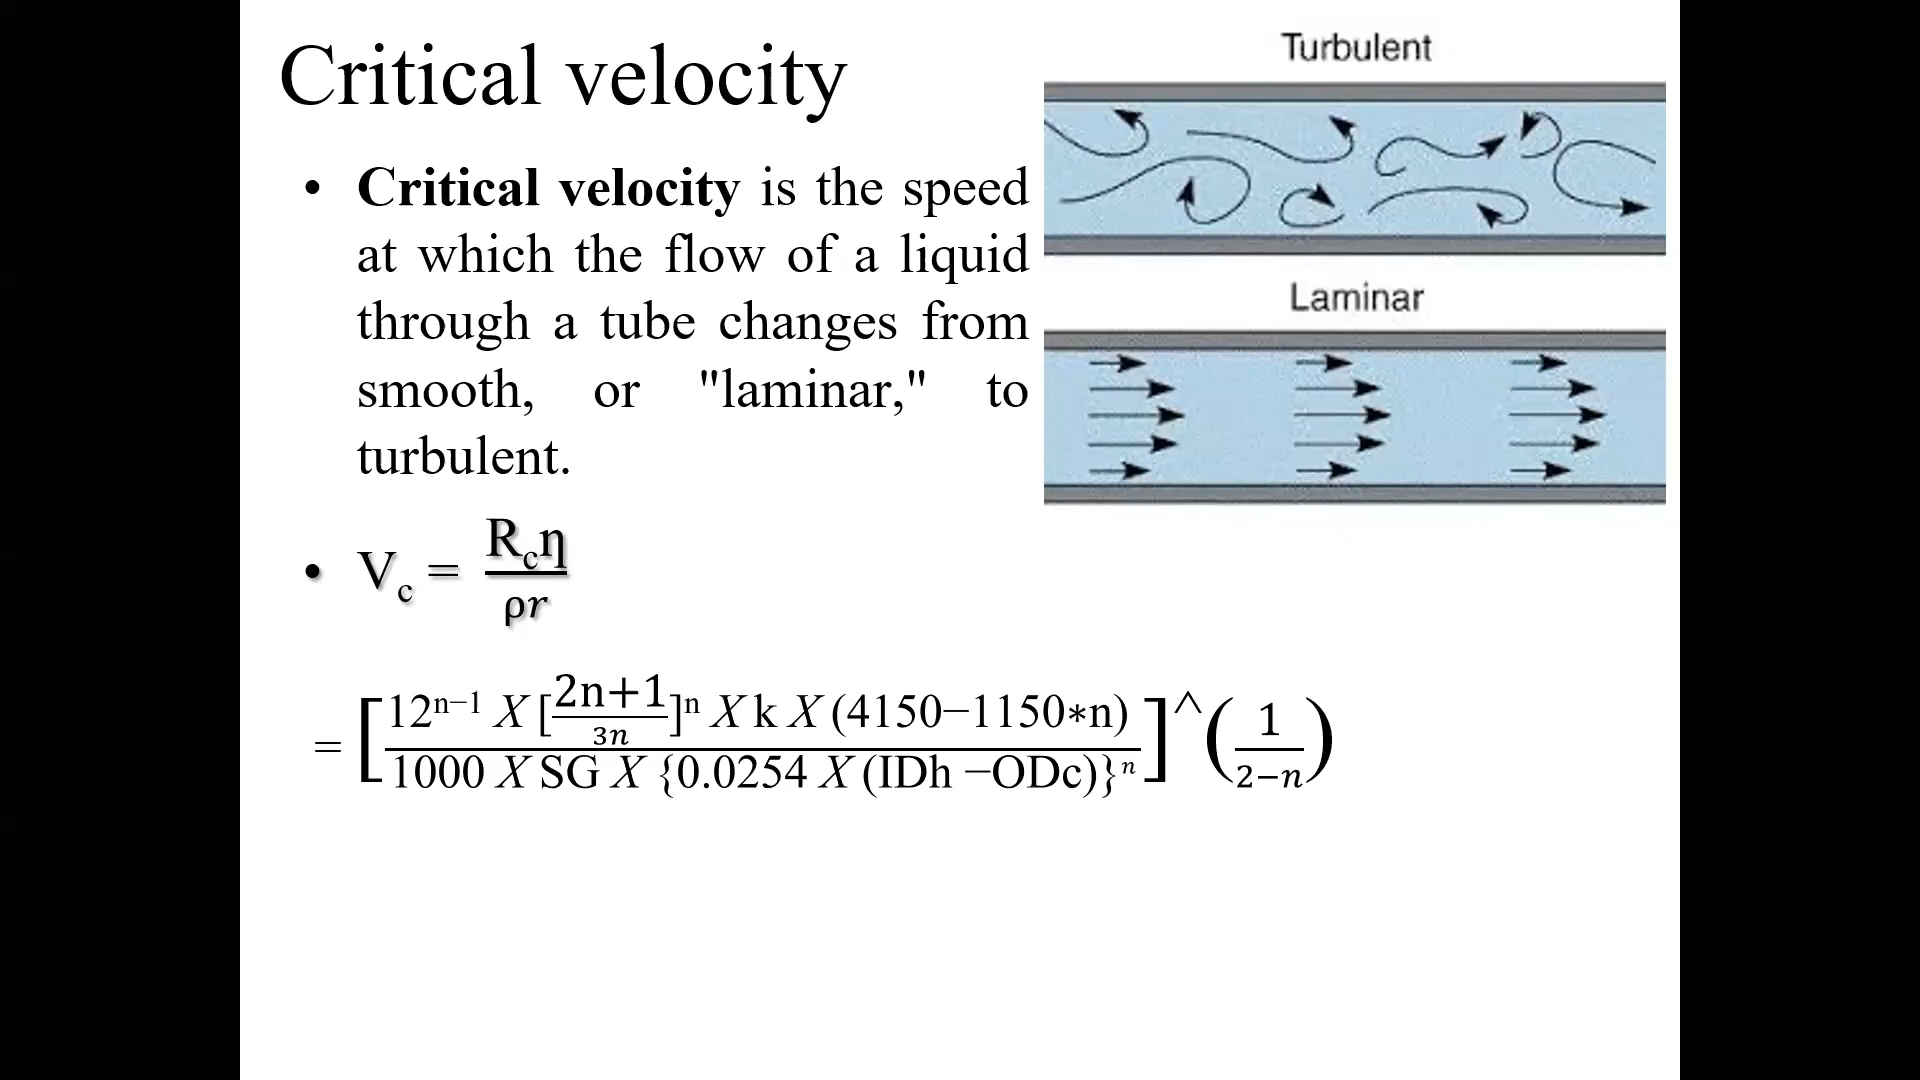 Critical velocity
• Critical velocity is the speed
at which the flow of a liquid
through a tube changes from
smooth, or "laminar," to
turbulent.
• Vc = Rcη / ρr
= [12ⁿ⁻¹ X [2n+1 / 3n]ⁿ X k X (4150−1150*n) / 1000 X SG X {0.0254 X (IDh −ODc)}ⁿ]^(1 / 2−n)
Turbulent
Laminar